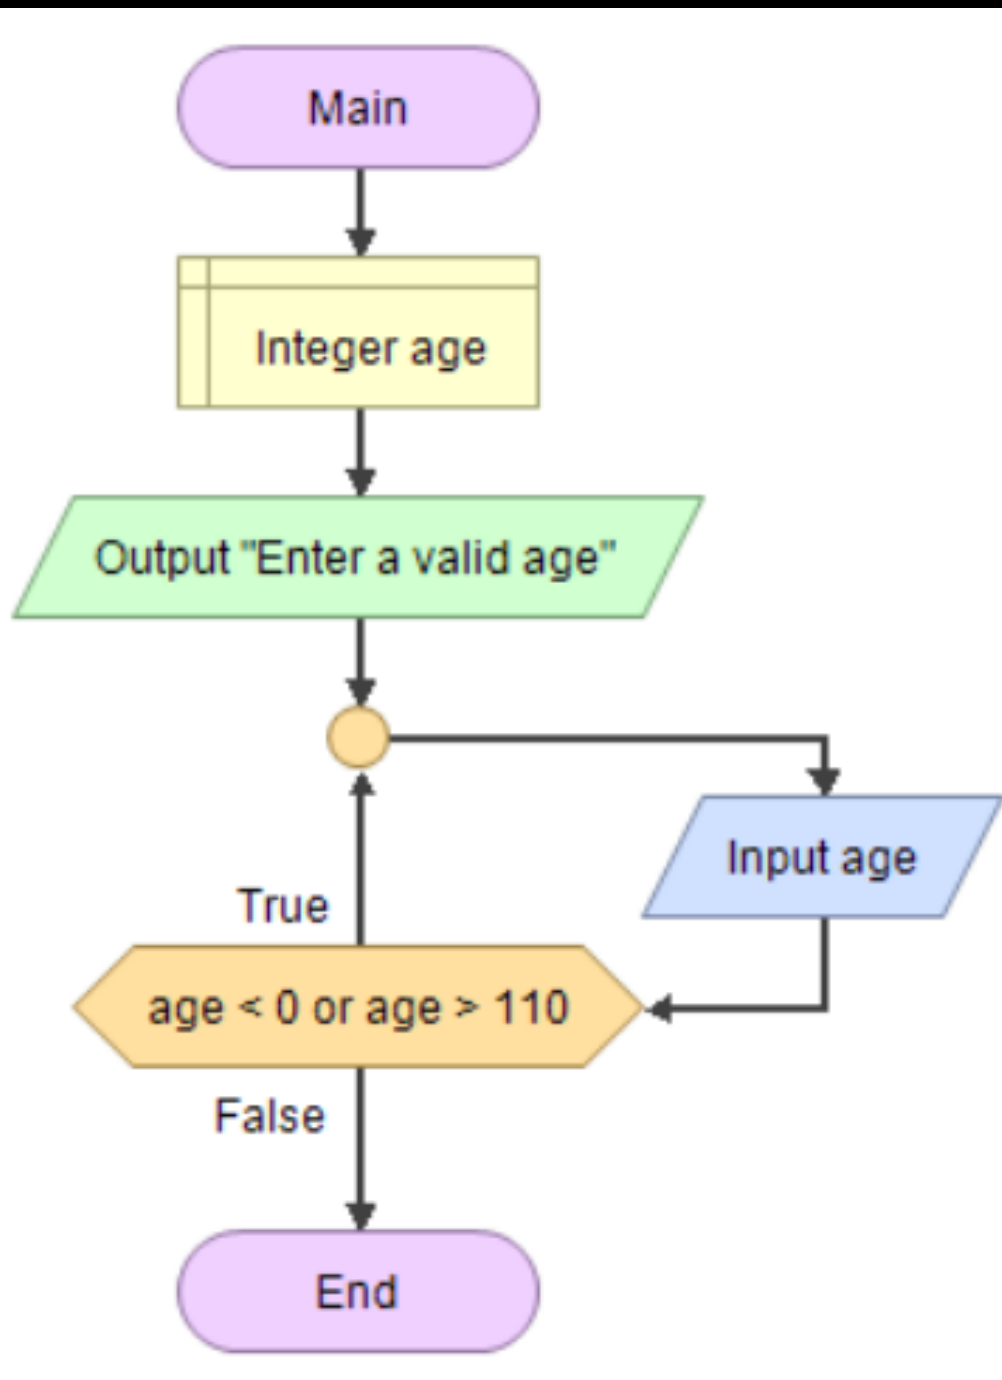 Main
Integer age
Output "Enter a valid age"
Input age
True
age < 0 or age > 110
False
End